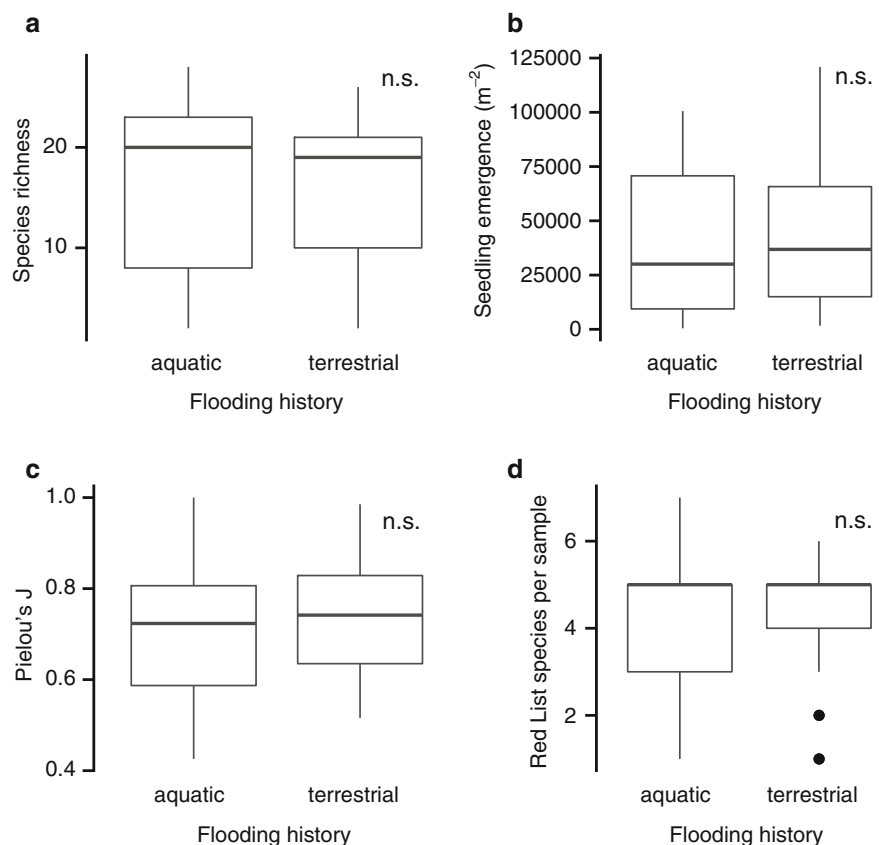 a
Species richness
20
10
n.s.
aquatic terrestrial
Flooding history
b
Seedling emergence (m⁻²)
125000
100000
75000
50000
25000
0
n.s.
aquatic terrestrial
Flooding history
c
Pielou's J
1.0
0.8
0.6
0.4
n.s.
aquatic terrestrial
Flooding history
d
Red List species per sample
6
4
2
n.s.
aquatic terrestrial
Flooding history